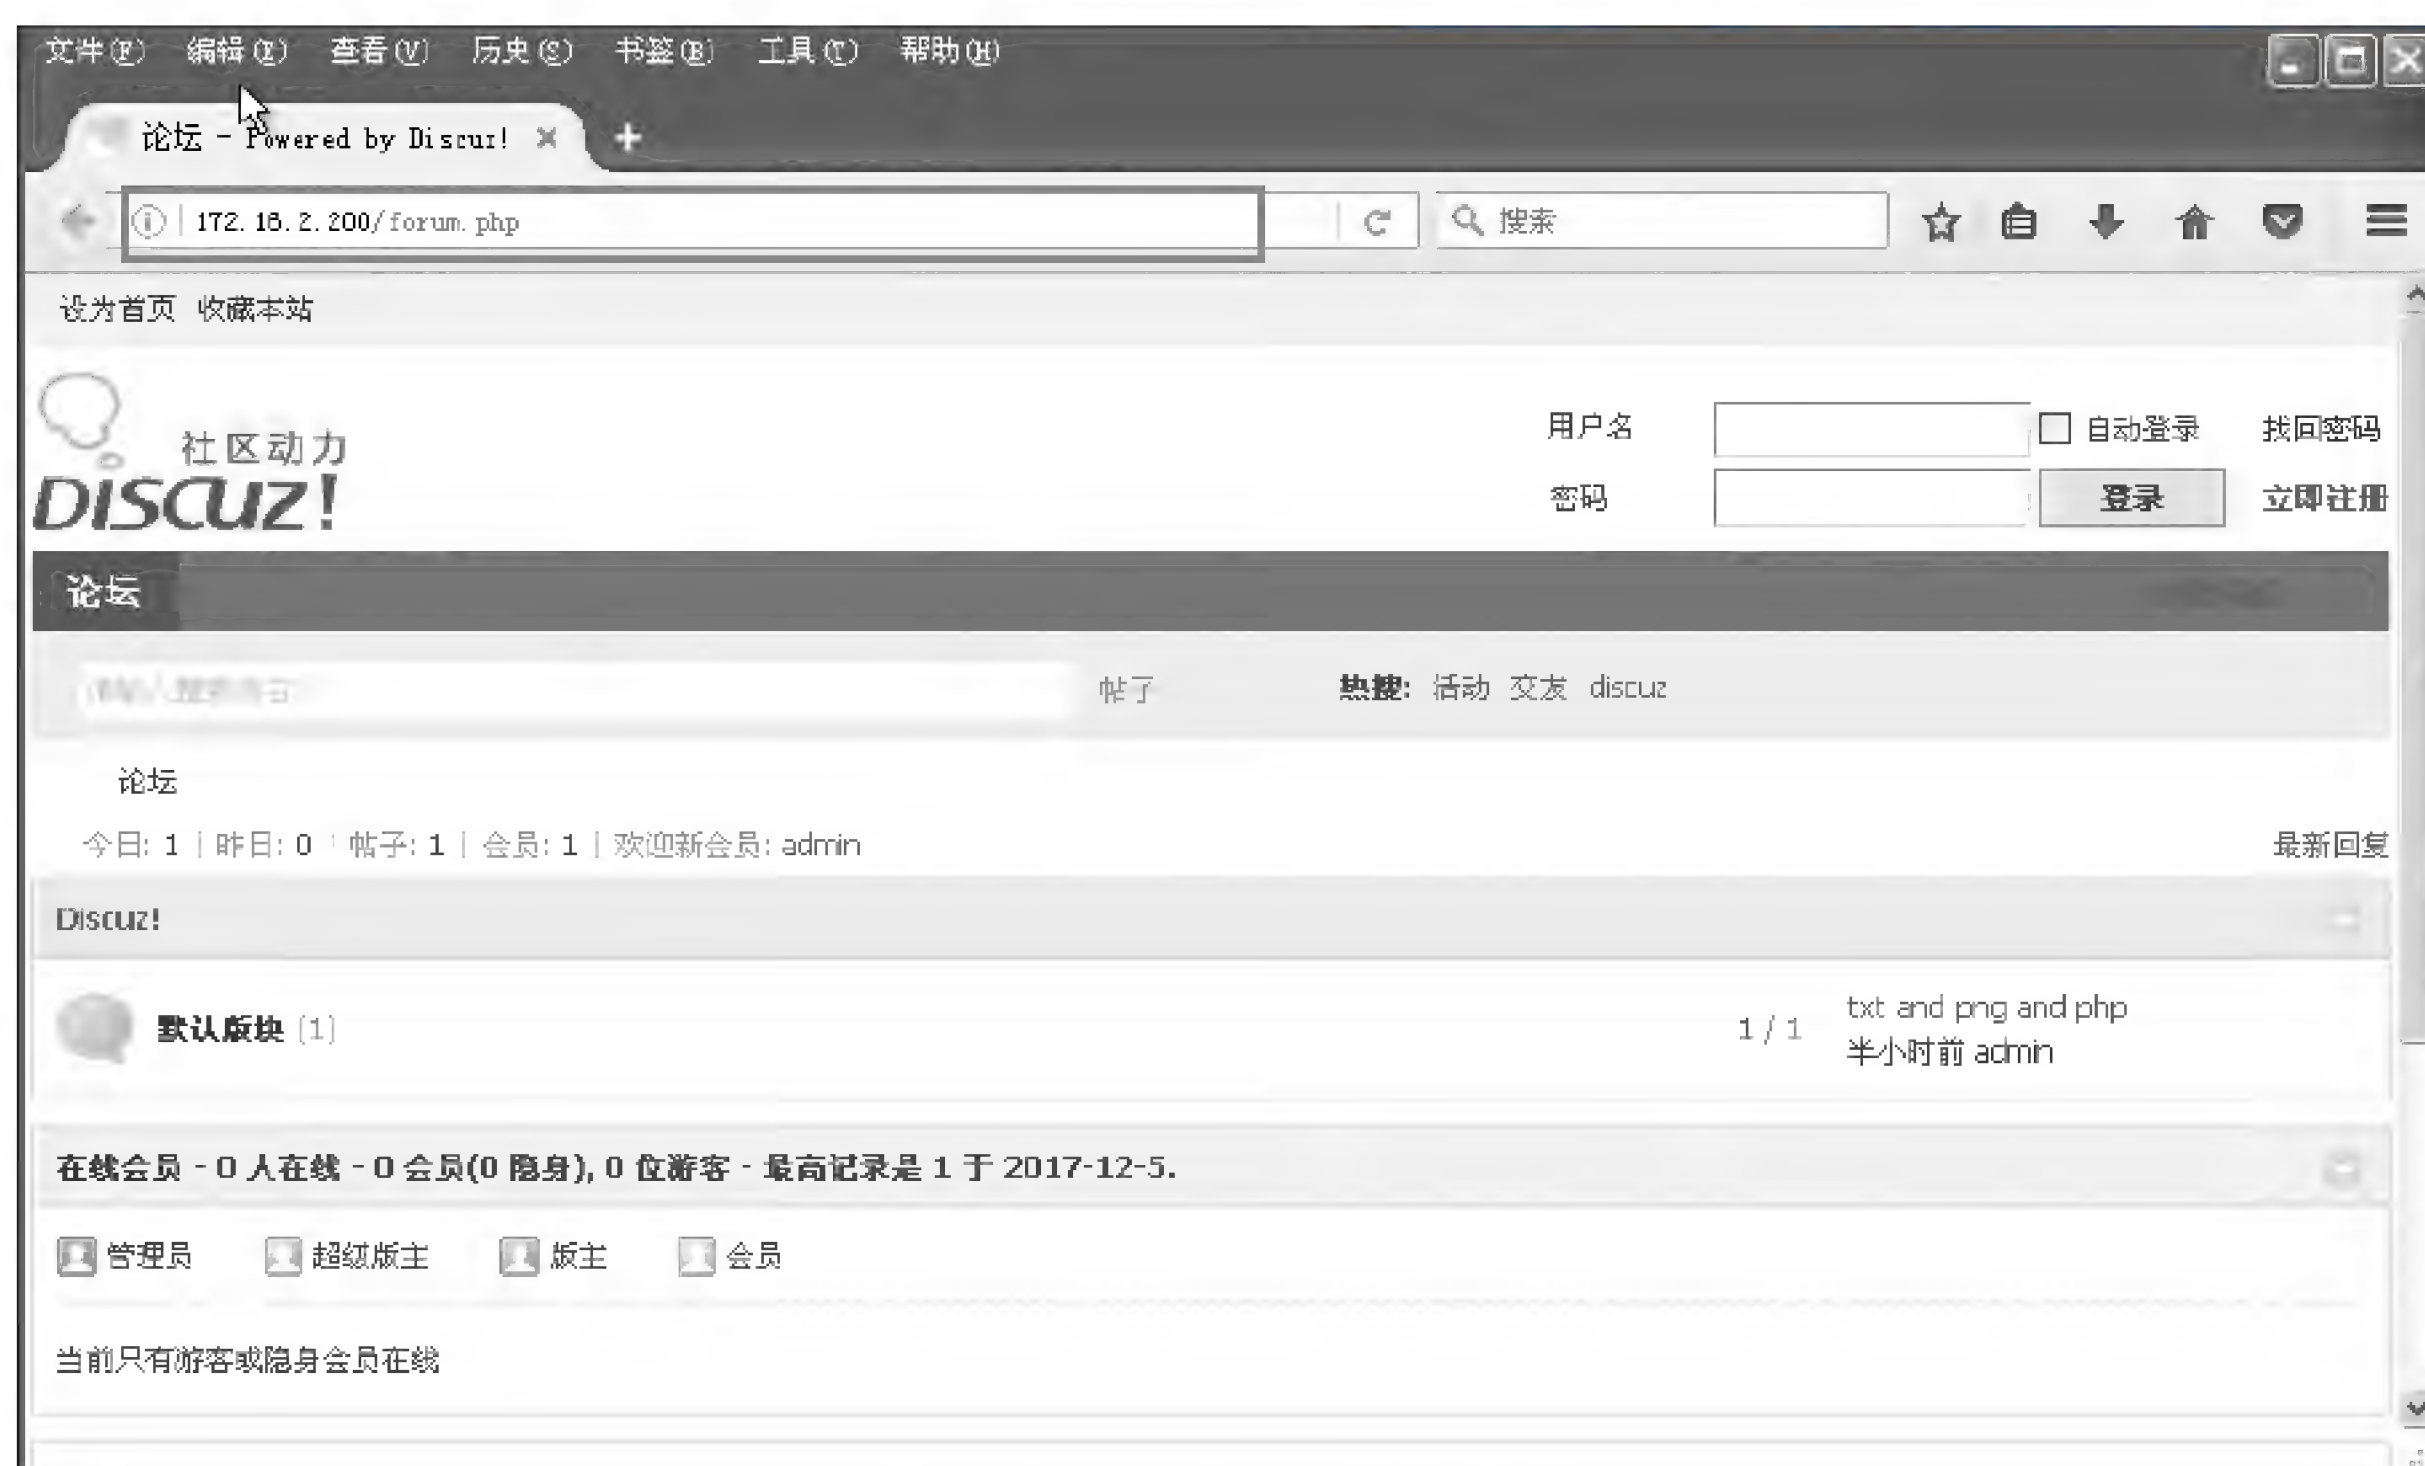 文件(F) 编辑(E) 查看(V) 历史(S) 书签(B) 工具(T) 帮助(H)
论坛 - Powered by Discuz!
172.16.2.200/forum.php
搜索
设为首页 收藏本站
社区动力
DISCUZ!
用户名 自动登录 找回密码
密码 登录 立即注册
论坛
帖子 热搜: 活动 交友 discuz
论坛
今日: 1 | 昨日: 0 | 帖子: 1 | 会员: 1 | 欢迎新会员: admin 最新回复
Discuz!
默认版块 (1) 1 / 1 txt and png and php
半小时前 admin
在线会员 - 0 人在线 - 0 会员(0 隐身), 0 位游客 - 最高记录是 1 于 2017-12-5.
管理员 超级版主 版主 会员
当前只有游客或隐身会员在线